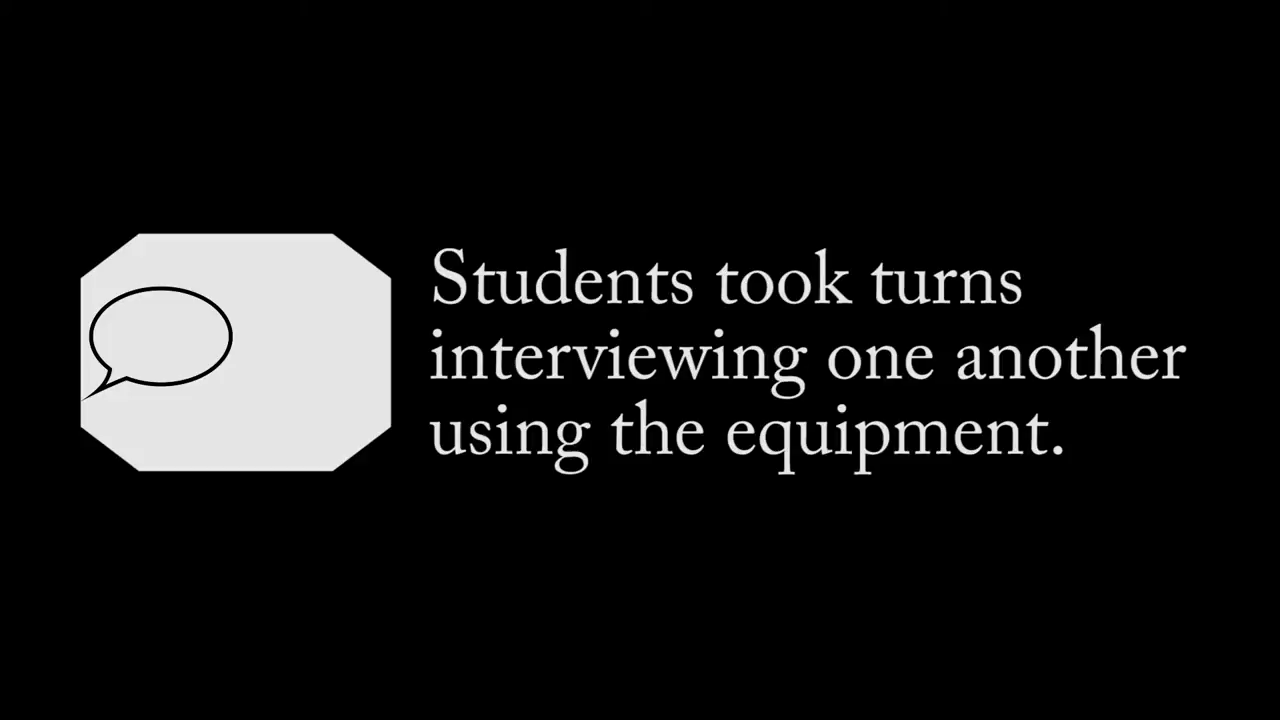 Students took turns
interviewing one another
using the equipment.